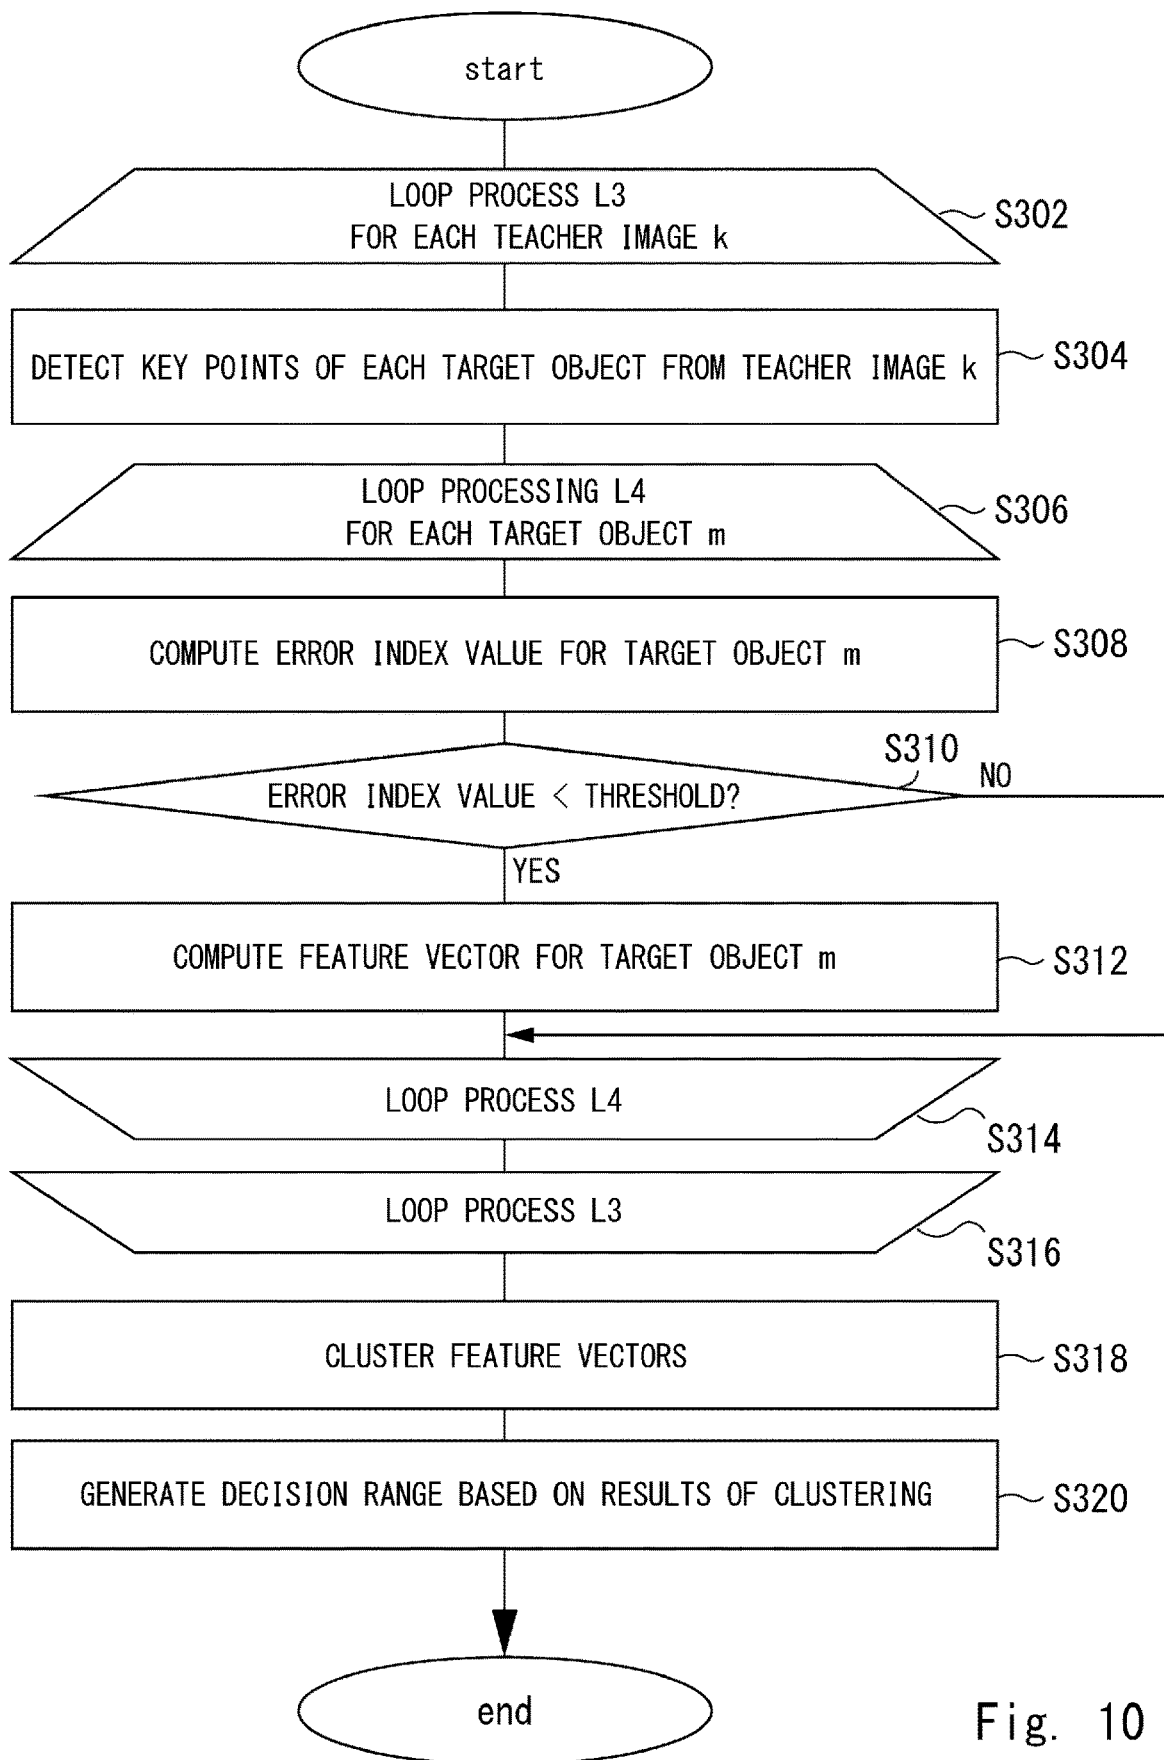 start
LOOP PROCESS L3
FOR EACH TEACHER IMAGE k
S302
DETECT KEY POINTS OF EACH TARGET OBJECT FROM TEACHER IMAGE k
S304
LOOP PROCESSING L4
FOR EACH TARGET OBJECT m
S306
COMPUTE ERROR INDEX VALUE FOR TARGET OBJECT m
S308
S310
ERROR INDEX VALUE < THRESHOLD?
NO
YES
COMPUTE FEATURE VECTOR FOR TARGET OBJECT m
S312
LOOP PROCESS L4
S314
LOOP PROCESS L3
S316
CLUSTER FEATURE VECTORS
S318
GENERATE DECISION RANGE BASED ON RESULTS OF CLUSTERING
S320
end
Fig. 10